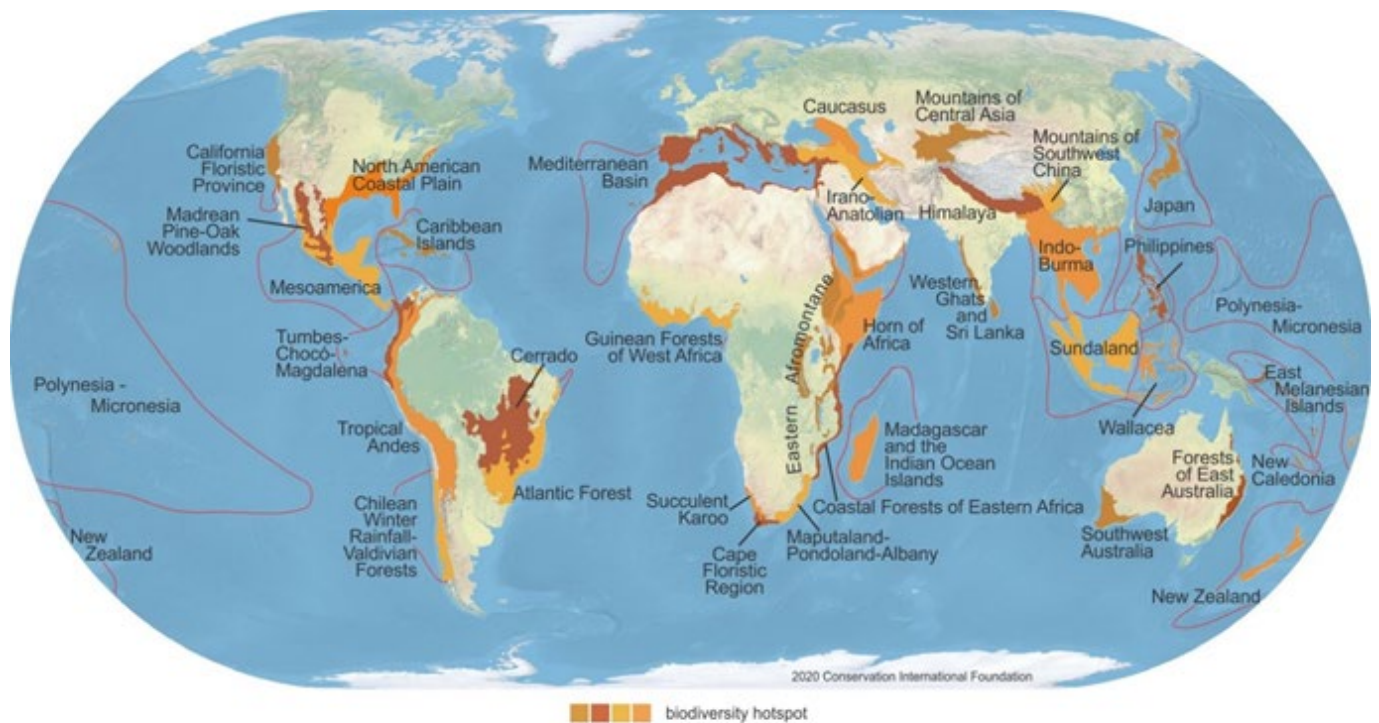 California
Floristic
Province
North American
Coastal Plain
Madrean
Pine-Oak
Woodlands
Caribbean
Islands
Mesoamerica
Tumbes-
Chocó-
Magdalena
Polynesia -
Micronesia
Cerrado
Tropical
Andes
Atlantic Forest
Chilean
Winter
Rainfall-
Valdivian
Forests
New
Zealand
Mediterranean
Basin
Caucasus
Mountains of
Central Asia
Mountains of
Southwest
China
Irano-
Anatolian
Himalaya
Japan
Indo-
Burma
Philippines
Western
Ghats
and
Sri Lanka
Guinean Forests
of West Africa
Eastern Afromontane
Horn of
Africa
Sundaland
Polynesia-
Micronesia
East
Melanesian
Islands
Wallacea
Madagascar
and the
Indian Ocean
Islands
Coastal Forests of Eastern Africa
Succulent
Karoo
Cape
Floristic
Region
Maputaland-
Pondoland-Albany
Forests
of East
Australia
New
Caledonia
Southwest
Australia
New Zealand
2020 Conservation International Foundation
biodiversity hotspot